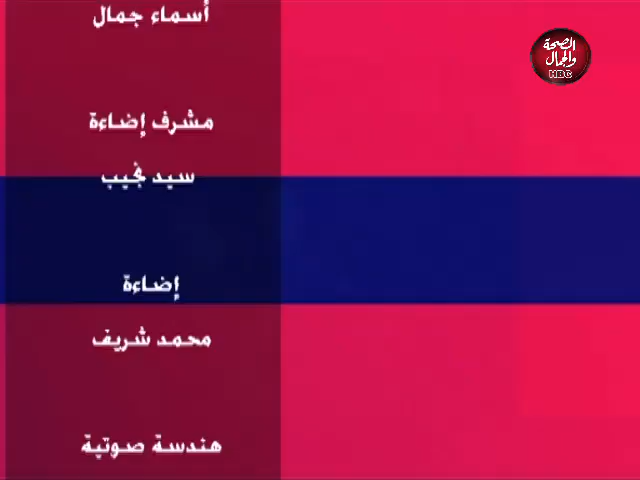 أسماء جمال
الصحة
والجمال
HBC
مشرف إضاءة
سيد نجيب
إضاءة
محمد شريف
هندسة صوتية